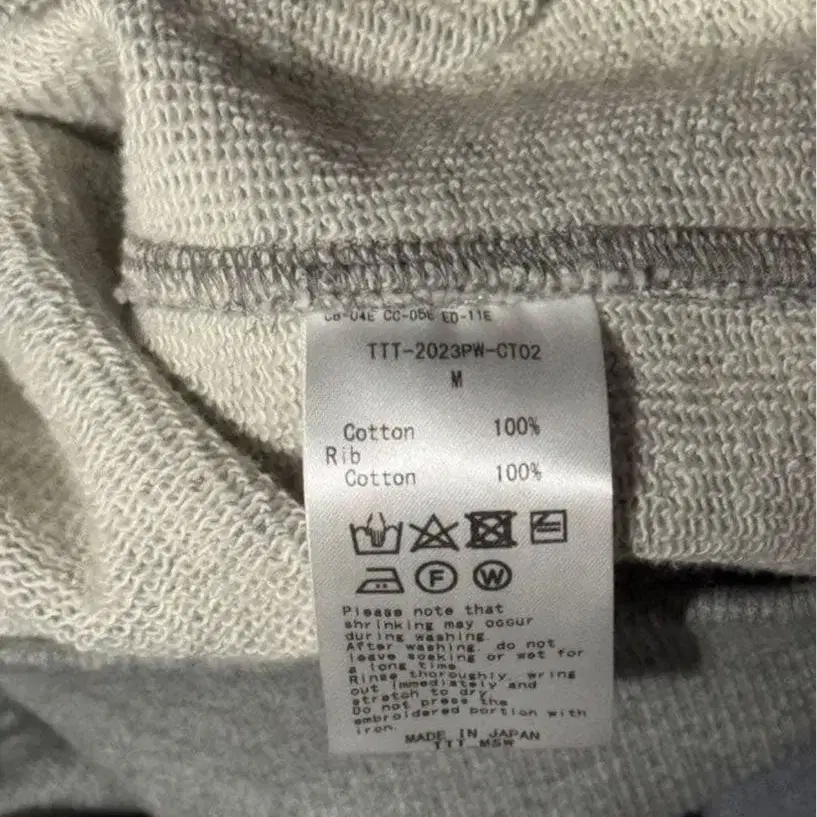 CC-05E ED-11E
TTT-2023PW-CT02
M
Cotton 100%
Rib
Cotton 100%
F W
Please note that
shrinking may occur
during washing.
After washing, do not
leave soaking or wet for
a long time.
Rinse thoroughly, wring
out immediately and
stretch to dry.
Do not press the
embroidered portion with
iron.
MADE IN JAPAN
TTT MSW